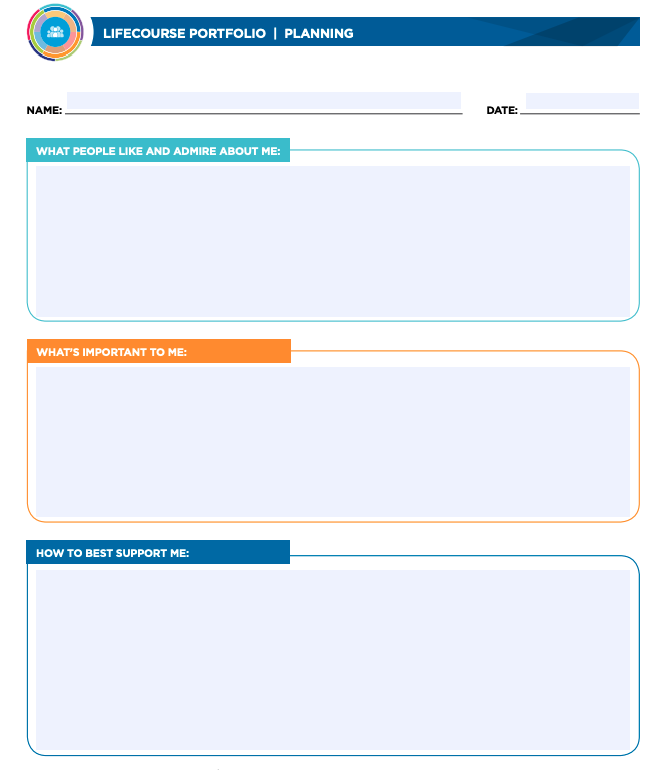 LIFECOURSE PORTFOLIO | PLANNING
NAME: DATE:
WHAT PEOPLE LIKE AND ADMIRE ABOUT ME:
WHAT'S IMPORTANT TO ME:
HOW TO BEST SUPPORT ME: